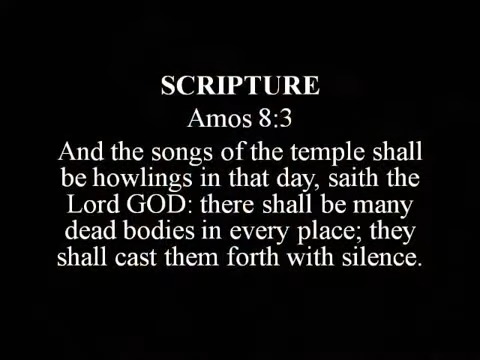 SCRIPTURE
Amos 8:3
And the songs of the temple shall
be howlings in that day, saith the
Lord GOD: there shall be many
dead bodies in every place; they
shall cast them forth with silence.